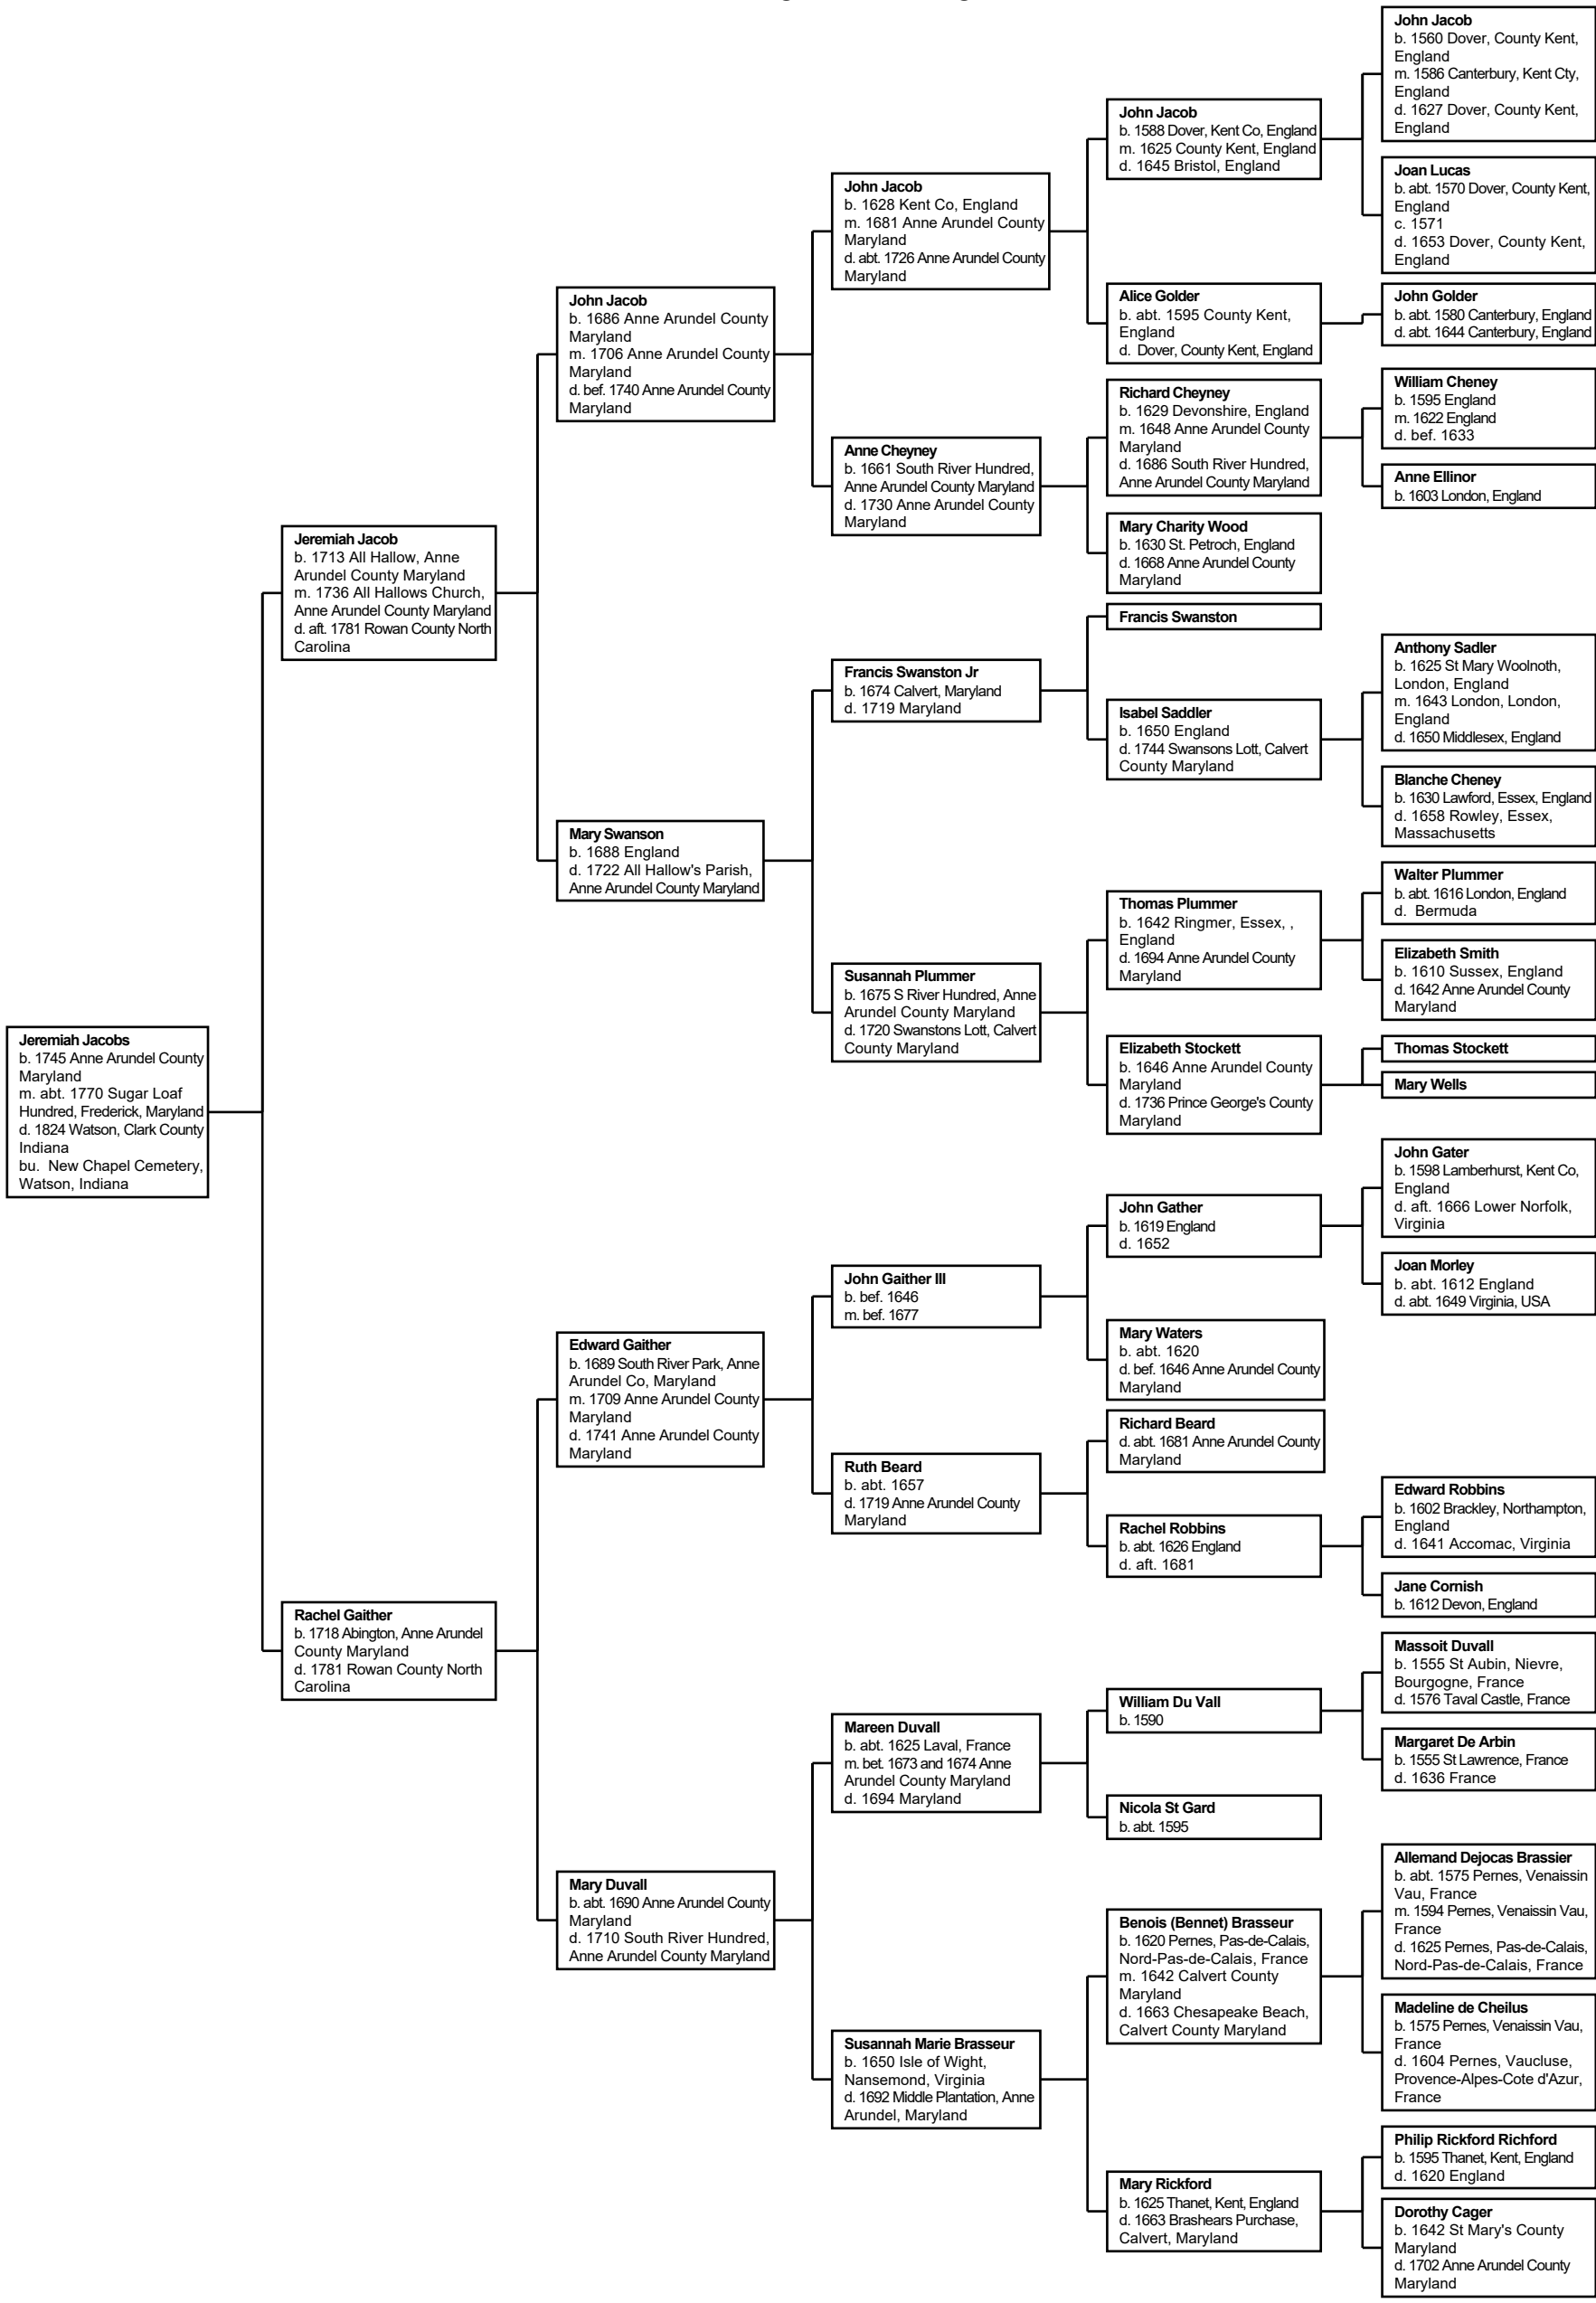 John Jacob
b. 1560 Dover, County Kent,
England
m. 1586 Canterbury, Kent Cty,
England
d. 1627 Dover, County Kent,
England
John Jacob
b. 1588 Dover, Kent Co, England
m. 1625 County Kent, England
d. 1645 Bristol, England
Joan Lucas
b. abt. 1570 Dover, County Kent,
England
c. 1571
d. 1653 Dover, County Kent,
England
John Jacob
b. 1628 Kent Co, England
m. 1681 Anne Arundel County
Maryland
d. abt. 1726 Anne Arundel County
Maryland
Alice Golder
b. abt. 1595 County Kent,
England
d.  Dover, County Kent, England
John Golder
b. abt. 1580 Canterbury, England
d. abt. 1644 Canterbury, England
John Jacob
b. 1686 Anne Arundel County
Maryland
m. 1706 Anne Arundel County
Maryland
d. bef. 1740 Anne Arundel County
Maryland
Richard Cheyney
b. 1629 Devonshire, England
m. 1648 Anne Arundel County
Maryland
d. 1686 South River Hundred,
Anne Arundel County Maryland
William Cheney
b. 1595 England
m. 1622 England
d. bef. 1633
Anne Ellinor
b. 1603 London, England
Anne Cheyney
b. 1661 South River Hundred,
Anne Arundel County Maryland
d. 1730 Anne Arundel County
Maryland
Mary Charity Wood
b. 1630 St. Petroch, England
d. 1668 Anne Arundel County
Maryland
Jeremiah Jacob
b. 1713 All Hallow, Anne
Arundel County Maryland
m. 1736 All Hallows Church,
Anne Arundel County Maryland
d. aft. 1781 Rowan County North
Carolina
Francis Swanston
Francis Swanston Jr
b. 1674 Calvert, Maryland
d. 1719 Maryland
Isabel Saddler
b. 1650 England
d. 1744 Swansons Lott, Calvert
County Maryland
Anthony Sadler
b. 1625 St Mary Woolnoth,
London, England
m. 1643 London, London,
England
d. 1650 Middlesex, England
Blanche Cheney
b. 1630 Lawford, Essex, England
d. 1658 Rowley, Essex,
Massachusetts
Mary Swanson
b. 1688 England
d. 1722 All Hallow's Parish,
Anne Arundel County Maryland
Thomas Plummer
b. 1642 Ringmer, Essex, ,
England
d. 1694 Anne Arundel County
Maryland
Walter Plummer
b. abt. 1616 London, England
d.  Bermuda
Elizabeth Smith
b. 1610 Sussex, England
d. 1642 Anne Arundel County
Maryland
Susannah Plummer
b. 1675 S River Hundred, Anne
Arundel County Maryland
d. 1720 Swanstons Lott, Calvert
County Maryland
Elizabeth Stockett
b. 1646 Anne Arundel County
Maryland
d. 1736 Prince George's County
Maryland
Thomas Stockett
Mary Wells
Jeremiah Jacobs
b. 1745 Anne Arundel County
Maryland
m. abt. 1770 Sugar Loaf
Hundred, Frederick, Maryland
d. 1824 Watson, Clark County
Indiana
bu.  New Chapel Cemetery,
Watson, Indiana
John Gater
b. 1598 Lamberhurst, Kent Co,
England
d. aft. 1666 Lower Norfolk,
Virginia
John Gather
b. 1619 England
d. 1652
Joan Morley
b. abt. 1612 England
d. abt. 1649 Virginia, USA
John Gaither III
b. bef. 1646
m. bef. 1677
Mary Waters
b. abt. 1620
d. bef. 1646 Anne Arundel County
Maryland
Edward Gaither
b. 1689 South River Park, Anne
Arundel Co, Maryland
m. 1709 Anne Arundel County
Maryland
d. 1741 Anne Arundel County
Maryland
Richard Beard
d. abt. 1681 Anne Arundel County
Maryland
Ruth Beard
b. abt. 1657
d. 1719 Anne Arundel County
Maryland
Rachel Robbins
b. abt. 1626 England
d. aft. 1681
Edward Robbins
b. 1602 Brackley, Northampton,
England
d. 1641 Accomac, Virginia
Jane Cornish
b. 1612 Devon, England
Rachel Gaither
b. 1718 Abington, Anne Arundel
County Maryland
d. 1781 Rowan County North
Carolina
Massoit Duvall
b. 1555 St Aubin, Nievre,
Bourgogne, France
d. 1576 Taval Castle, France
William Du Vall
b. 1590
Margaret De Arbin
b. 1555 St Lawrence, France
d. 1636 France
Mareen Duvall
b. abt. 1625 Laval, France
m. bet. 1673 and 1674 Anne
Arundel County Maryland
d. 1694 Maryland
Nicola St Gard
b. abt. 1595
Mary Duvall
b. abt. 1690 Anne Arundel County
Maryland
d. 1710 South River Hundred,
Anne Arundel County Maryland
Allemand Dejocas Brassier
b. abt. 1575 Pernes, Venaissin
Vau, France
m. 1594 Pernes, Venaissin Vau,
France
d. 1625 Pernes, Pas-de-Calais,
Nord-Pas-de-Calais, France
Benois (Bennet) Brasseur
b. 1620 Pernes, Pas-de-Calais,
Nord-Pas-de-Calais, France
m. 1642 Calvert County
Maryland
d. 1663 Chesapeake Beach,
Calvert County Maryland
Madeline de Cheilus
b. 1575 Pernes, Venaissin Vau,
France
d. 1604 Pernes, Vaucluse,
Provence-Alpes-Cote d'Azur,
France
Susannah Marie Brasseur
b. 1650 Isle of Wight,
Nansemond, Virginia
d. 1692 Middle Plantation, Anne
Arundel, Maryland
Mary Rickford
b. 1625 Thanet, Kent, England
d. 1663 Brashears Purchase,
Calvert, Maryland
Philip Rickford Richford
b. 1595 Thanet, Kent, England
d. 1620 England
Dorothy Cager
b. 1642 St Mary's County
Maryland
d. 1702 Anne Arundel County
Maryland